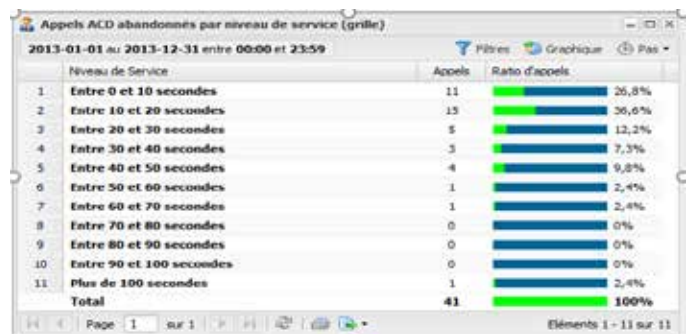 Appels ACD abandonnés par niveau de service (grille)
2013-01-01 au 2013-12-31 entre 00:00 et 23:59 Filtres Graphique Pas
Niveau de Service Appels Ratio d'appels
1 Entre 0 et 10 secondes 11 26,8%
2 Entre 10 et 20 secondes 15 36,6%
3 Entre 20 et 30 secondes 5 12,2%
4 Entre 30 et 40 secondes 3 7,3%
5 Entre 40 et 50 secondes 4 9,8%
6 Entre 50 et 60 secondes 1 2,4%
7 Entre 60 et 70 secondes 1 2,4%
8 Entre 70 et 80 secondes 0 0%
9 Entre 80 et 90 secondes 0 0%
10 Entre 90 et 100 secondes 0 0%
11 Plus de 100 secondes 1 2,4%
Total 41 100%
Page 1 sur 1 Eléments 1 - 11 sur 11